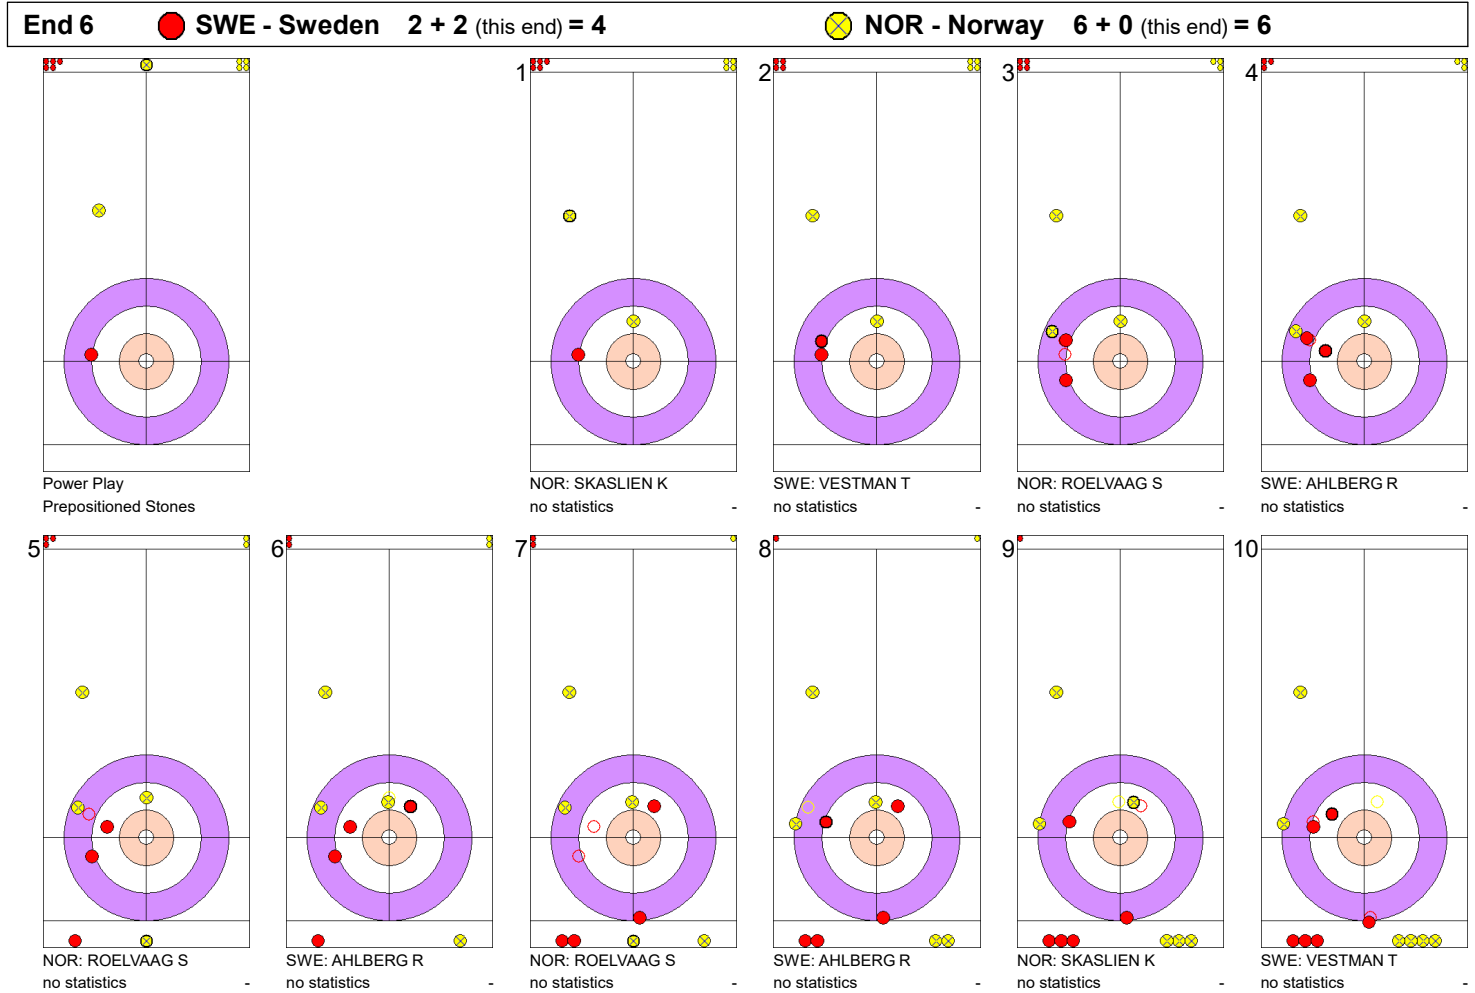 End 6 SWE - Sweden 2 + 2 (this end) = 4 NOR - Norway 6 + 0 (this end) = 6
1 2 3 4
Power Play
Prepositioned Stones
NOR: SKASLIEN K
no statistics -
SWE: VESTMAN T
no statistics -
NOR: ROELVAAG S
no statistics -
SWE: AHLBERG R
no statistics -
5 6 7 8 9 10
NOR: ROELVAAG S
no statistics -
SWE: AHLBERG R
no statistics -
NOR: ROELVAAG S
no statistics -
SWE: AHLBERG R
no statistics -
NOR: SKASLIEN K
no statistics -
SWE: VESTMAN T
no statistics -